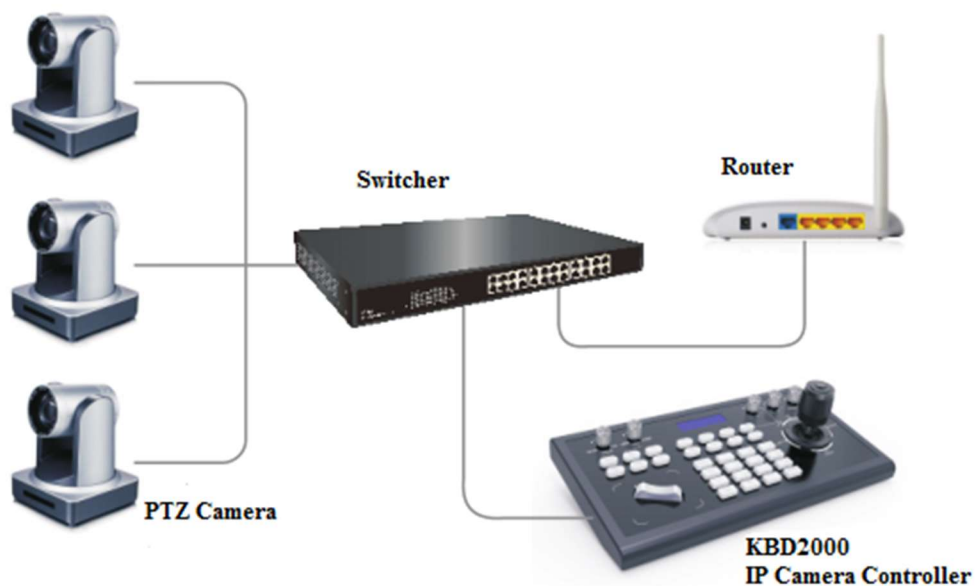 Switcher
Router
PTZ Camera
KBD2000
IP Camera Controller